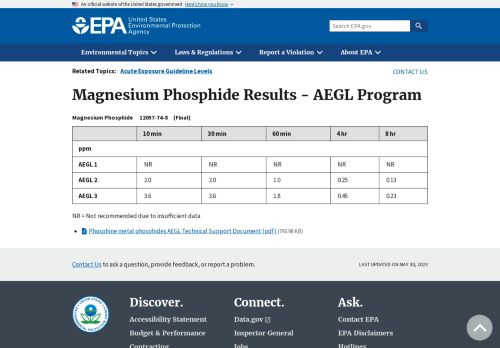 An official website of the United States government Here's how you know
EPA United States
Environmental Protection
Agency
Search EPA.gov
Environmental Topics Laws & Regulations Report a Violation About EPA
Related Topics: Acute Exposure Guideline Levels
CONTACT US
Magnesium Phosphide Results - AEGL Program
Magnesium Phosphide 12057-74-8 (Final)
10 min 30 min 60 min 4 hr 8 hr
ppm
AEGL 1 NR NR NR NR NR
AEGL 2 2.0 2.0 1.0 0.25 0.13
AEGL 3 3.6 3.6 1.8 0.45 0.23
NR = Not recommended due to insufficient data
• Phosphine metal phosphides AEGL Technical Support Document (pdf) (793.98 KB)
Contact Us to ask a question, provide feedback, or report a problem.
LAST UPDATED ON MAY 30, 2023
Discover. Connect. Ask.
Accessibility Statement Data.gov Contact EPA
Budget & Performance Inspector General EPA Disclaimers
Contracting Jobs Hotlines